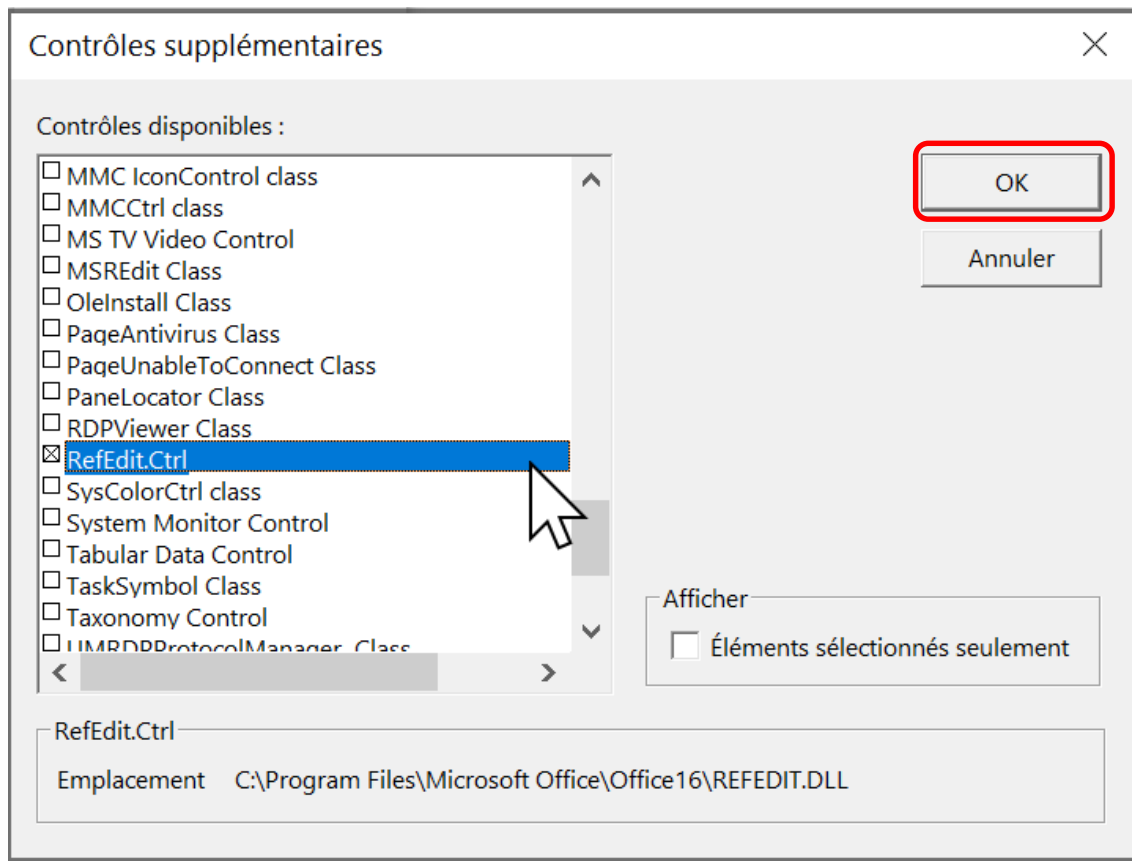 Contrôles supplémentaires
Contrôles disponibles :
MMC IconControl class
MMCCtrl class
MS TV Video Control
MSREdit Class
OleInstall Class
PageAntivirus Class
PageUnableToConnect Class
PaneLocator Class
RDPViewer Class
RefEdit.Ctrl
SysColorCtrl class
System Monitor Control
Tabular Data Control
TaskSymbol Class
Taxonomy Control
UMRDPProtocolManager Class
OK
Annuler
Afficher
Éléments sélectionnés seulement
RefEdit.Ctrl
Emplacement C:\Program Files\Microsoft Office\Office16\REFEDIT.DLL